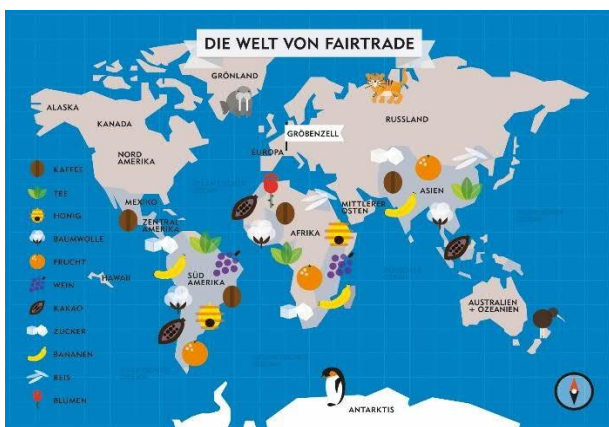 DIE WELT VON FAIRTRADE
GRÖNLAND
ALASKA
KANADA
RUSSLAND
GRÖBENZELL
NORD
AMERIKA
EUROPA
KAFFEE
TEE
HONIG
BAUMWOLLE
FRUCHT
WEIN
KAKAO
ZUCKER
BANANEN
REIS
BLUMEN
MEXIKO
ZENTRAL
AMERIKA
HAWAII
MITTLERER
OSTEN
ASIEN
AFRIKA
SÜD
AMERIKA
AUSTRALIEN
+ OZEANIEN
ANTARKTIS